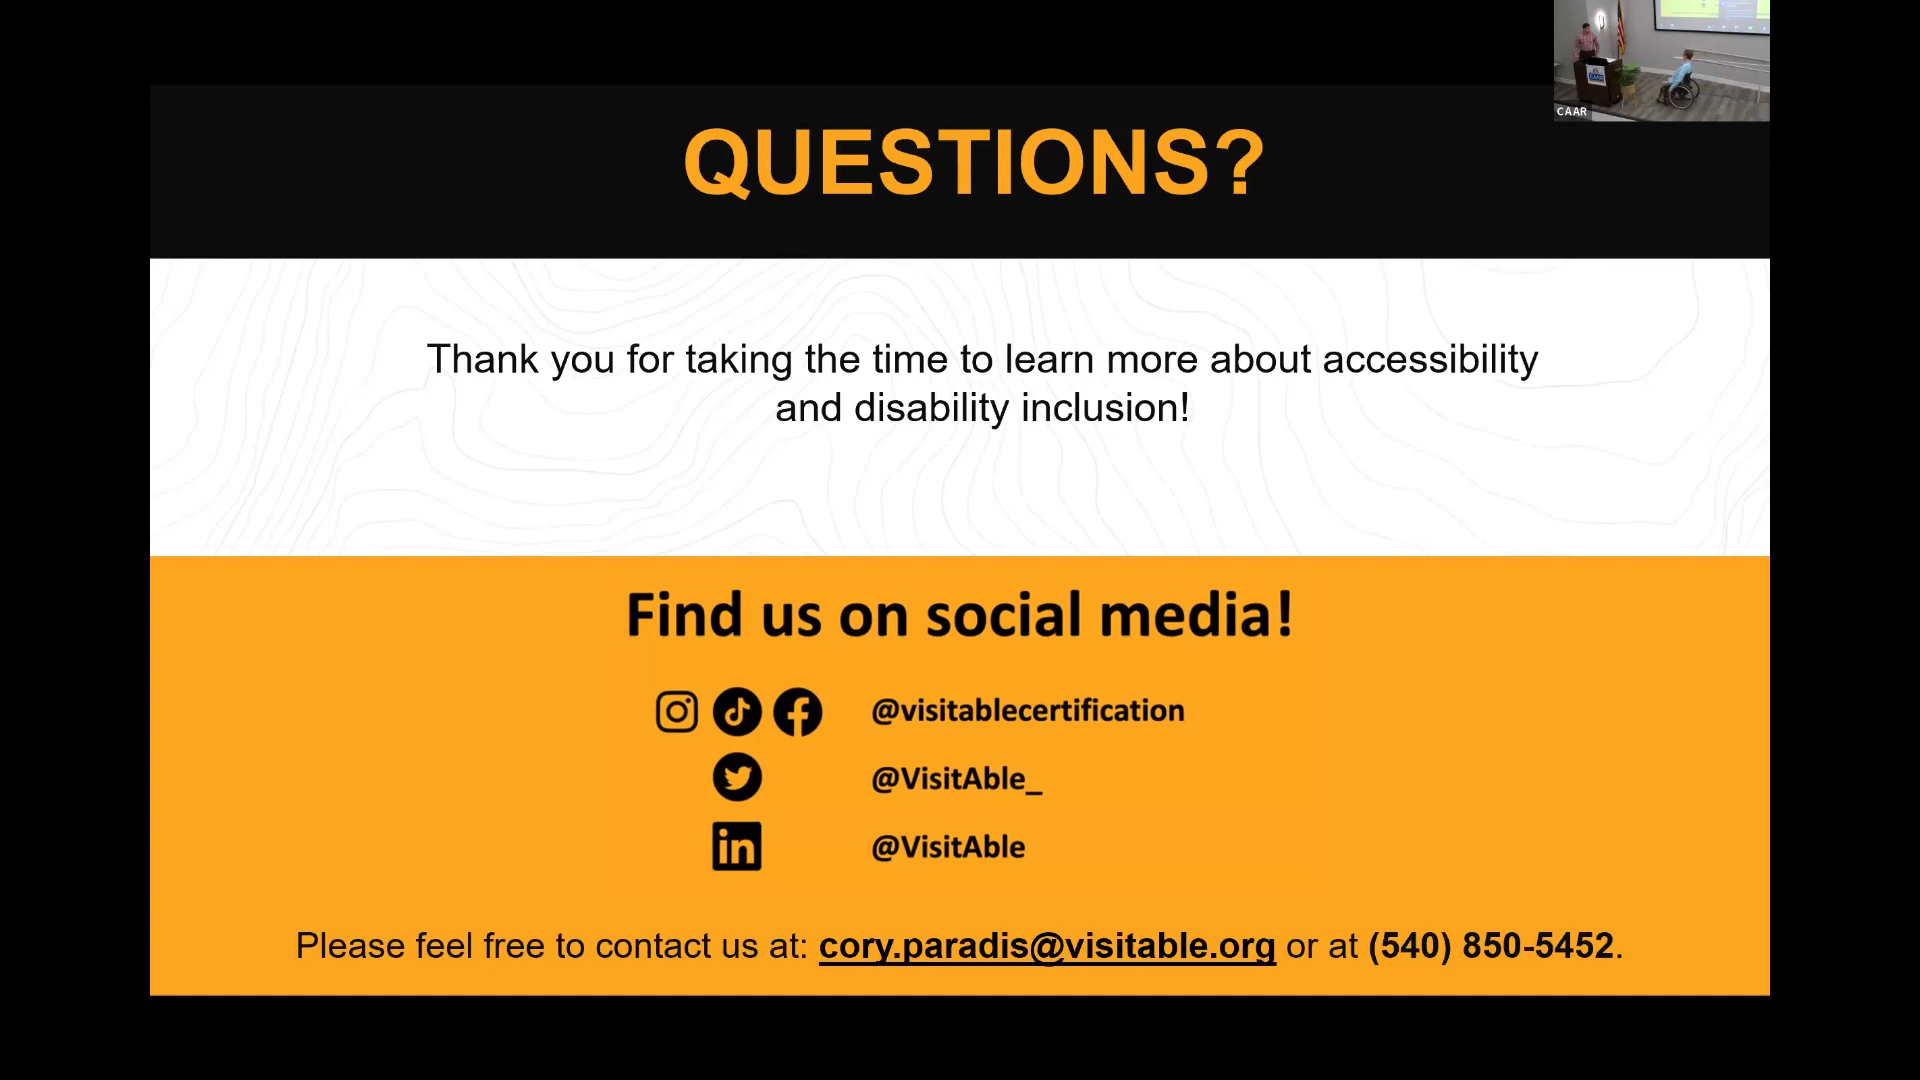 CAAR
QUESTIONS?
Thank you for taking the time to learn more about accessibility
and disability inclusion!
Find us on social media!
@visitablecertification
@VisitAble_
in @VisitAble
Please feel free to contact us at: cory.paradis@visitable.org or at (540) 850-5452.